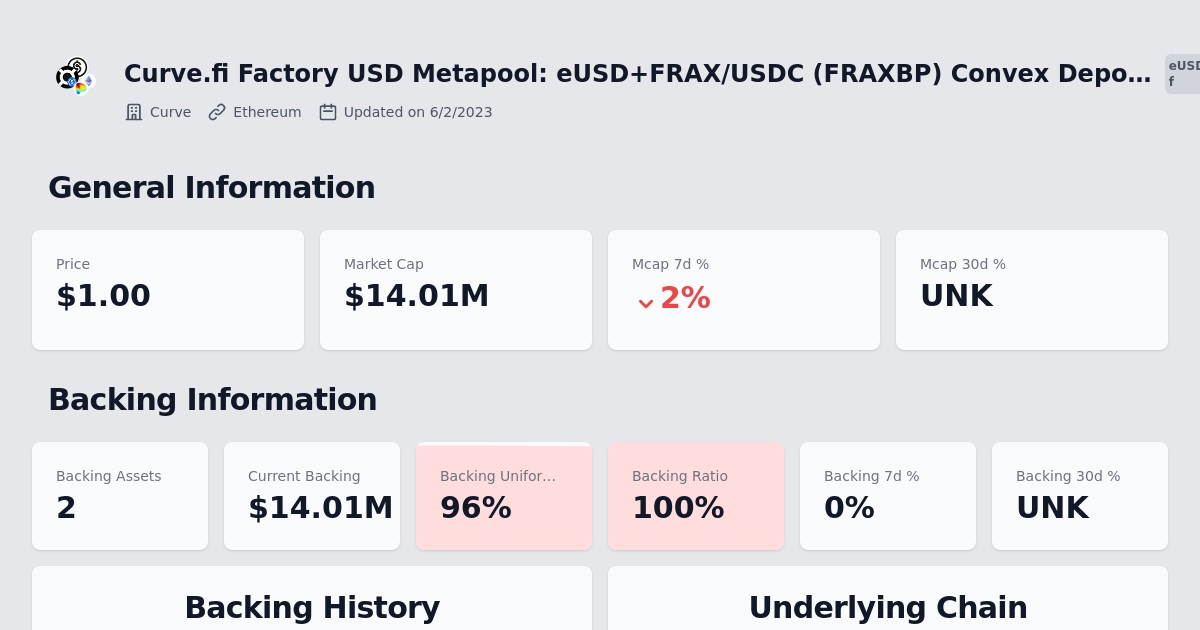 Curve.fi Factory USD Metapool: eUSD+FRAX/USDC (FRAXBP) Convex Depo…
eUSD
f
Curve Ethereum Updated on 6/2/2023
General Information
Price
$1.00
Market Cap
$14.01M
Mcap 7d %
2%
Mcap 30d %
UNK
Backing Information
Backing Assets
2
Current Backing
$14.01M
Backing Unifor…
96%
Backing Ratio
100%
Backing 7d %
0%
Backing 30d %
UNK
Backing History
Underlying Chain